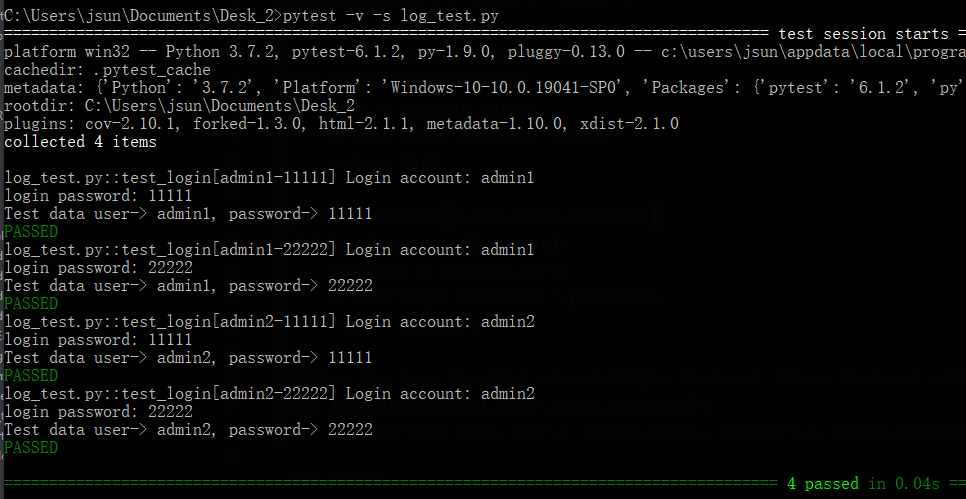 C:\Users\jsun\Documents\Desk_2>pytest -v -s log_test.py
============================================================================= test session starts =
platform win32 -- Python 3.7.2, pytest-6.1.2, py-1.9.0, pluggy-0.13.0 -- c:\users\jsun\appdata\local\progra
cachedir: .pytest_cache
metadata: {'Python': '3.7.2', 'Platform': 'Windows-10-10.0.19041-SP0', 'Packages': {'pytest': '6.1.2', 'py'
rootdir: C:\Users\jsun\Documents\Desk_2
plugins: cov-2.10.1, forked-1.3.0, html-2.1.1, metadata-1.10.0, xdist-2.1.0
collected 4 items
log_test.py::test_login[admin1-11111] Login account: admin1
login password: 11111
Test data user-> admin1, password-> 11111
PASSED
log_test.py::test_login[admin1-22222] Login account: admin1
login password: 22222
Test data user-> admin1, password-> 22222
PASSED
log_test.py::test_login[admin2-11111] Login account: admin2
login password: 11111
Test data user-> admin2, password-> 11111
PASSED
log_test.py::test_login[admin2-22222] Login account: admin2
login password: 22222
Test data user-> admin2, password-> 22222
PASSED
============================================================================== 4 passed in 0.04s ==